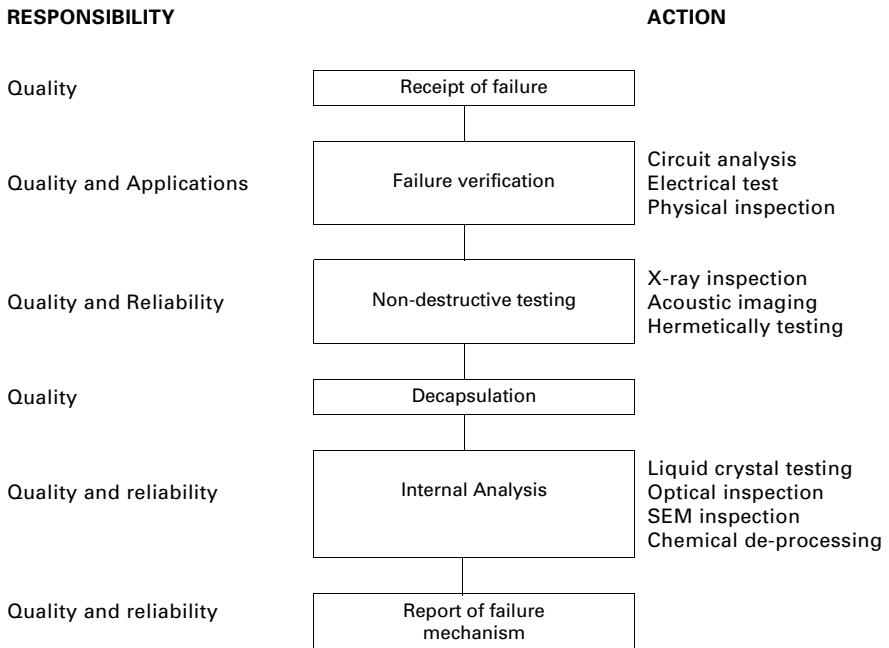 RESPONSIBILITY
ACTION
Quality
Receipt of failure
Quality and Applications
Failure verification
Circuit analysis
Electrical test
Physical inspection
Quality and Reliability
Non-destructive testing
X-ray inspection
Acoustic imaging
Hermetically testing
Quality
Decapsulation
Quality and reliability
Internal Analysis
Liquid crystal testing
Optical inspection
SEM inspection
Chemical de-processing
Quality and reliability
Report of failure
mechanism